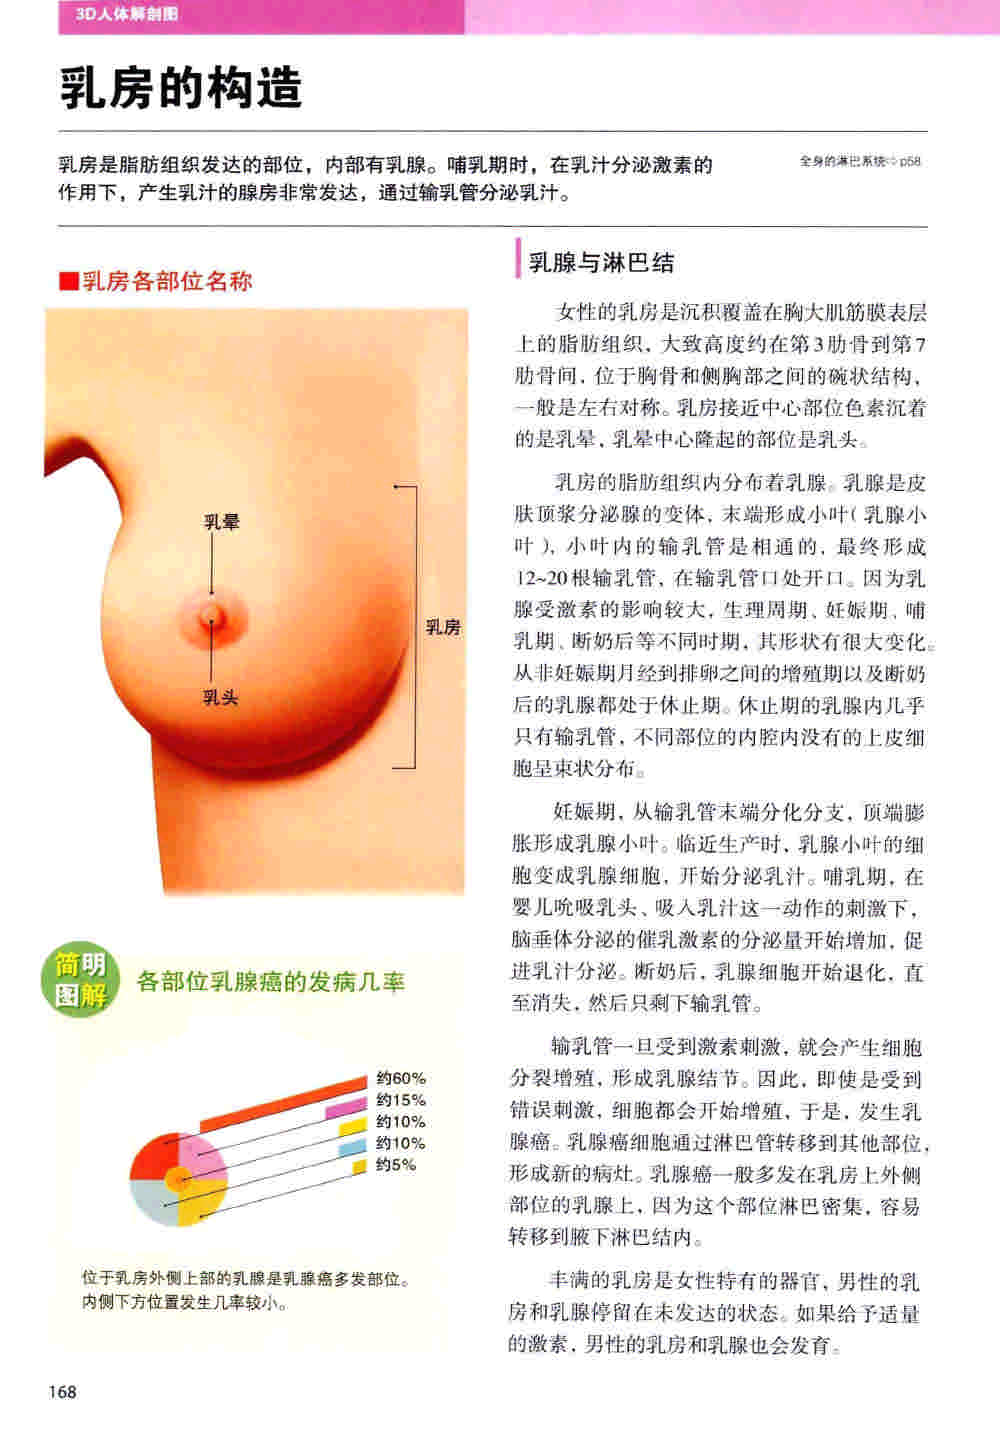 3D人体解剖图
乳房的构造
乳房是脂肪组织发达的部位，内部有乳腺。哺乳期时，在乳汁分泌激素的
作用下，产生乳汁的腺房非常发达，通过输乳管分泌乳汁。
全身的淋巴系统⇨p58
■乳房各部位名称
乳晕
乳房
乳头
简明
图解
各部位乳腺癌的发病几率
约60%
约15%
约10%
约10%
约5%
位于乳房外侧上部的乳腺是乳腺癌多发部位。
内侧下方位置发生几率较小。
乳腺与淋巴结
女性的乳房是沉积覆盖在胸大肌筋膜表层
上的脂肪组织，大致高度约在第3肋骨到第7
肋骨间，位于胸骨和侧胸部之间的碗状结构，
一般是左右对称。乳房接近中心部位色素沉着
的是乳晕，乳晕中心隆起的部位是乳头。
乳房的脂肪组织内分布着乳腺。乳腺是皮
肤顶浆分泌腺的变体，末端形成小叶（乳腺小
叶），小叶内的输乳管是相通的，最终形成
12~20根输乳管，在输乳管口处开口。因为乳
腺受激素的影响较大，生理周期、妊娠期、哺
乳期、断奶后等不同时期，其形状有很大变化。
从非妊娠期月经到排卵之间的增殖期以及断奶
后的乳腺都处于休止期。休止期的乳腺内几乎
只有输乳管，不同部位的内腔内没有的上皮细
胞呈束状分布。
妊娠期，从输乳管末端分化分支，顶端膨
胀形成乳腺小叶。临近生产时，乳腺小叶的细
胞变成乳腺细胞，开始分泌乳汁。哺乳期，在
婴儿吮吸乳头、吸入乳汁这一动作的刺激下，
脑垂体分泌的催乳激素的分泌量开始增加，促
进乳汁分泌。断奶后，乳腺细胞开始退化，直
至消失，然后只剩下输乳管。
输乳管一旦受到激素刺激，就会产生细胞
分裂增殖，形成乳腺结节。因此，即使是受到
错误刺激，细胞都会开始增殖，于是，发生乳
腺癌。乳腺癌细胞通过淋巴管转移到其他部位，
形成新的病灶。乳腺癌一般多发在乳房上外侧
部位的乳腺上，因为这个部位淋巴密集，容易
转移到腋下淋巴结内。
丰满的乳房是女性特有的器官，男性的乳
房和乳腺停留在未发达的状态。如果给予适量
的激素，男性的乳房和乳腺也会发育。
168